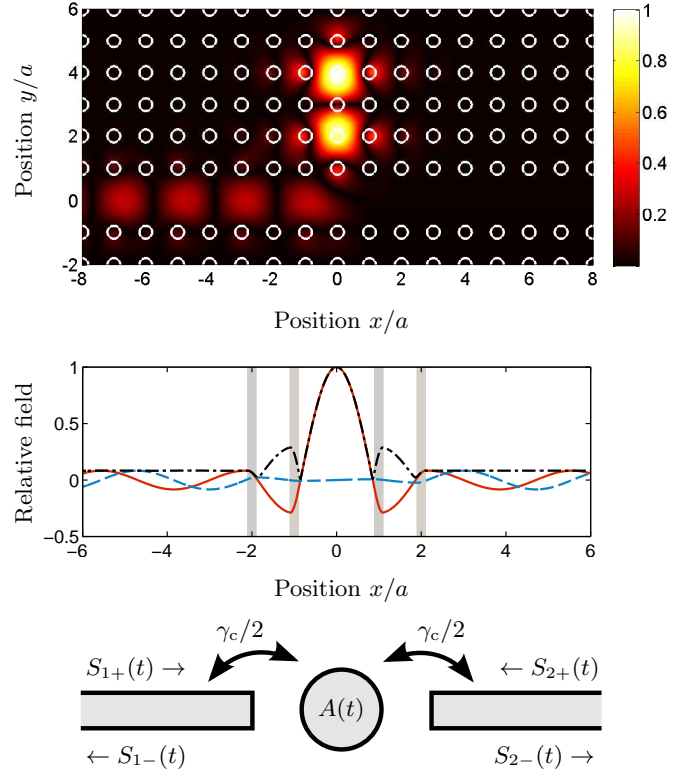 6
4
2
0
-2
Position y/a
-8 -6 -4 -2 0 2 4 6 8
Position x/a
1
0.8
0.6
0.4
0.2
1
0.5
0
−0.5
Relative field
−6 −4 −2 0 2 4 6
Position x/a
γc/2 γc/2
S1+(t) → ← S2+(t)
A(t)
← S1−(t) S2−(t) →